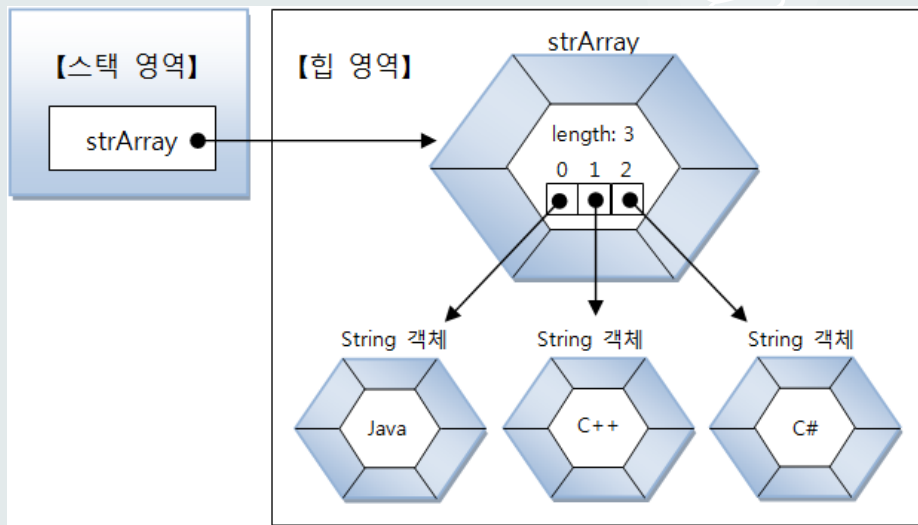 【스택 영역】
strArray
【힙 영역】
strArray
length: 3
0 1 2
String 객체
String 객체
String 객체
Java
C++
C#